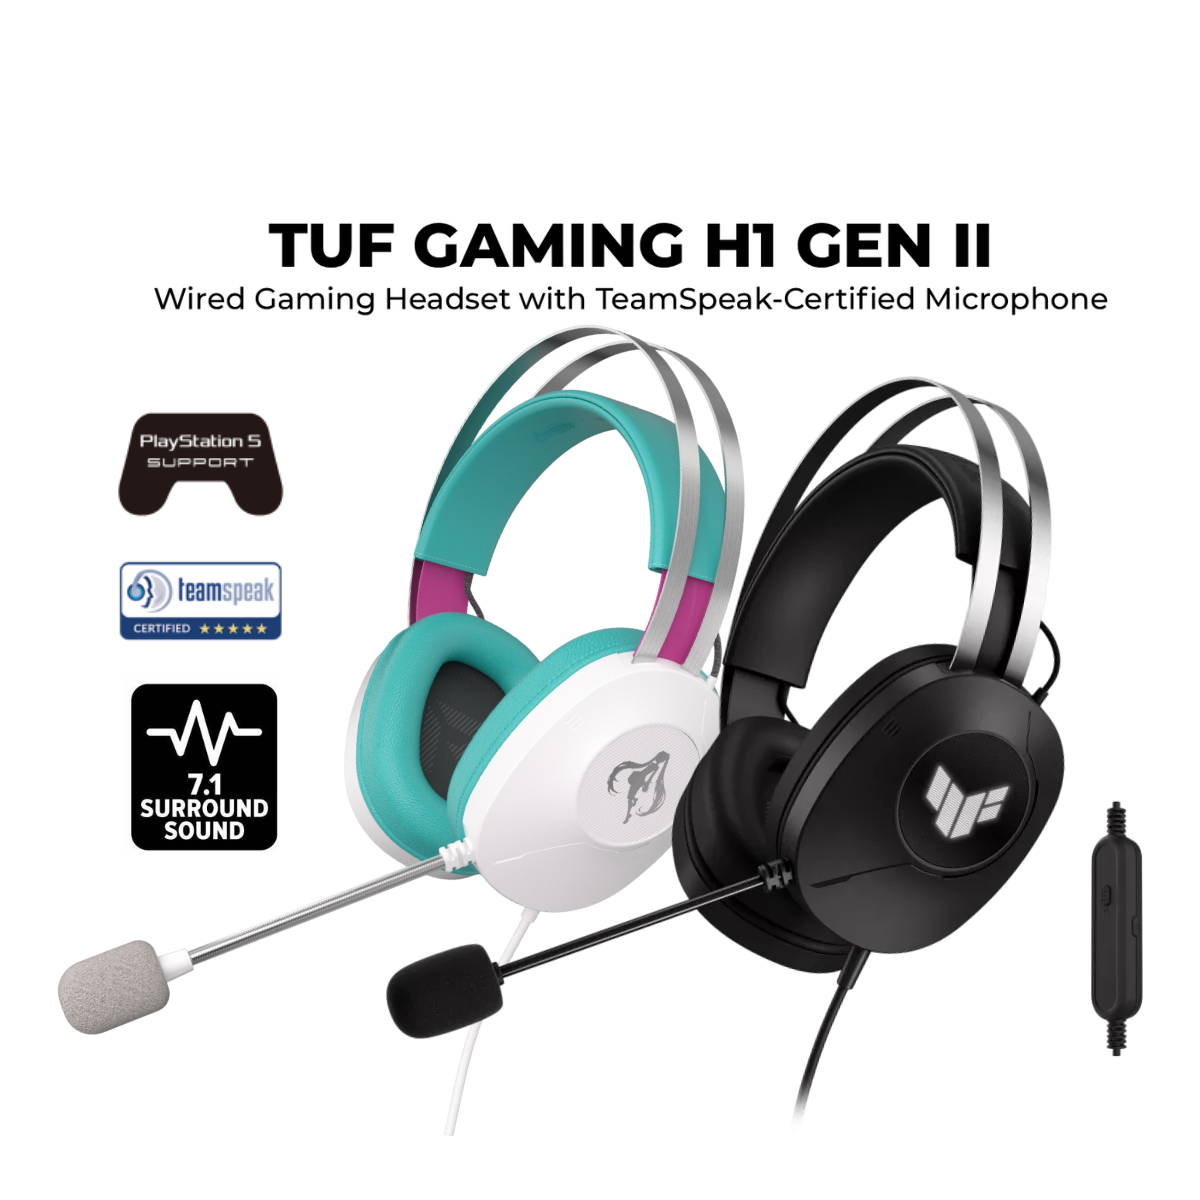 TUF GAMING H1 GEN II
Wired Gaming Headset with TeamSpeak-Certified Microphone
PlayStation 5
SUPPORT
teamspeak
CERTIFIED
7.1
SURROUND
SOUND